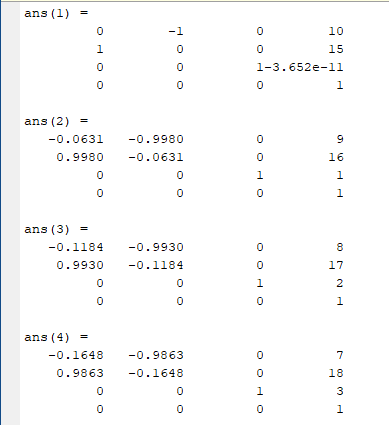 ans(1) =
0 -1 0 10
1 0 0 15
0 0 1-3.652e-11
0 0 0 1
ans(2) =
-0.0631 -0.9980 0 9
0.9980 -0.0631 0 16
0 0 1 1
0 0 0 1
ans(3) =
-0.1184 -0.9930 0 8
0.9930 -0.1184 0 17
0 0 1 2
0 0 0 1
ans(4) =
-0.1648 -0.9863 0 7
0.9863 -0.1648 0 18
0 0 1 3
0 0 0 1